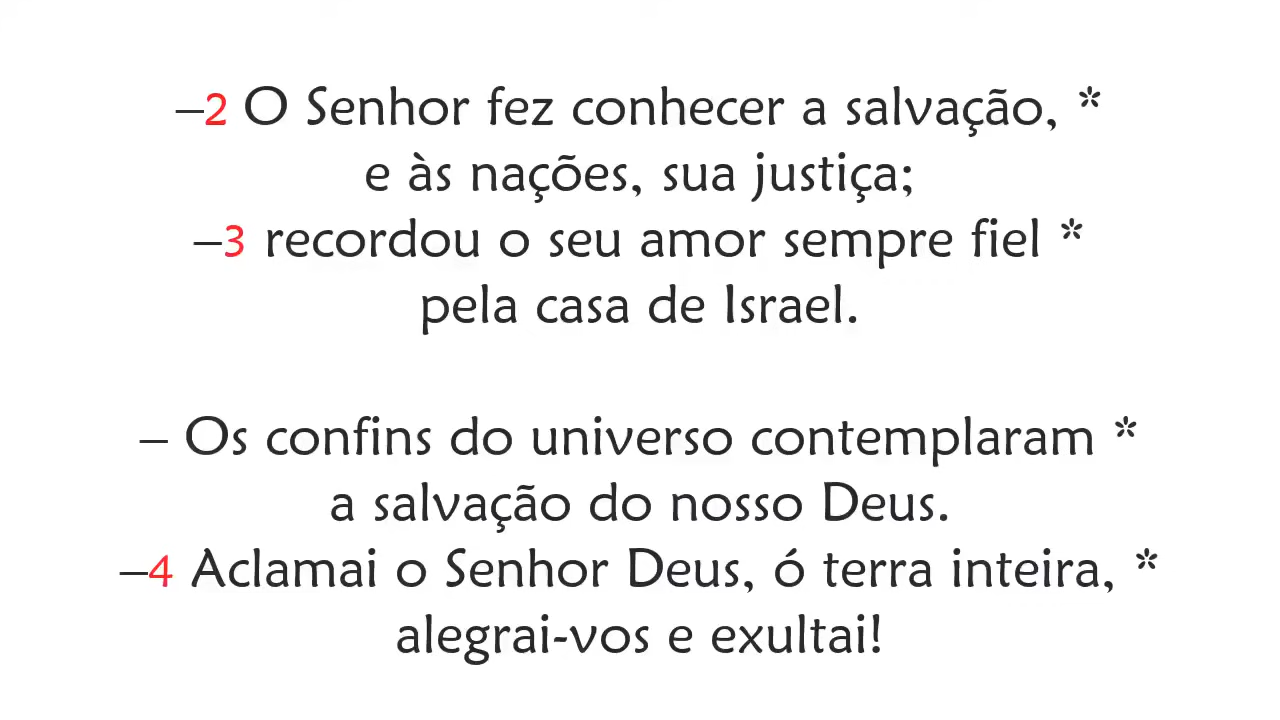 –2 O Senhor fez conhecer a salvação, *
e às nações, sua justiça;
–3 recordou o seu amor sempre fiel *
pela casa de Israel.
– Os confins do universo contemplaram *
a salvação do nosso Deus.
–4 Aclamai o Senhor Deus, ó terra inteira, *
alegrai-vos e exultai!